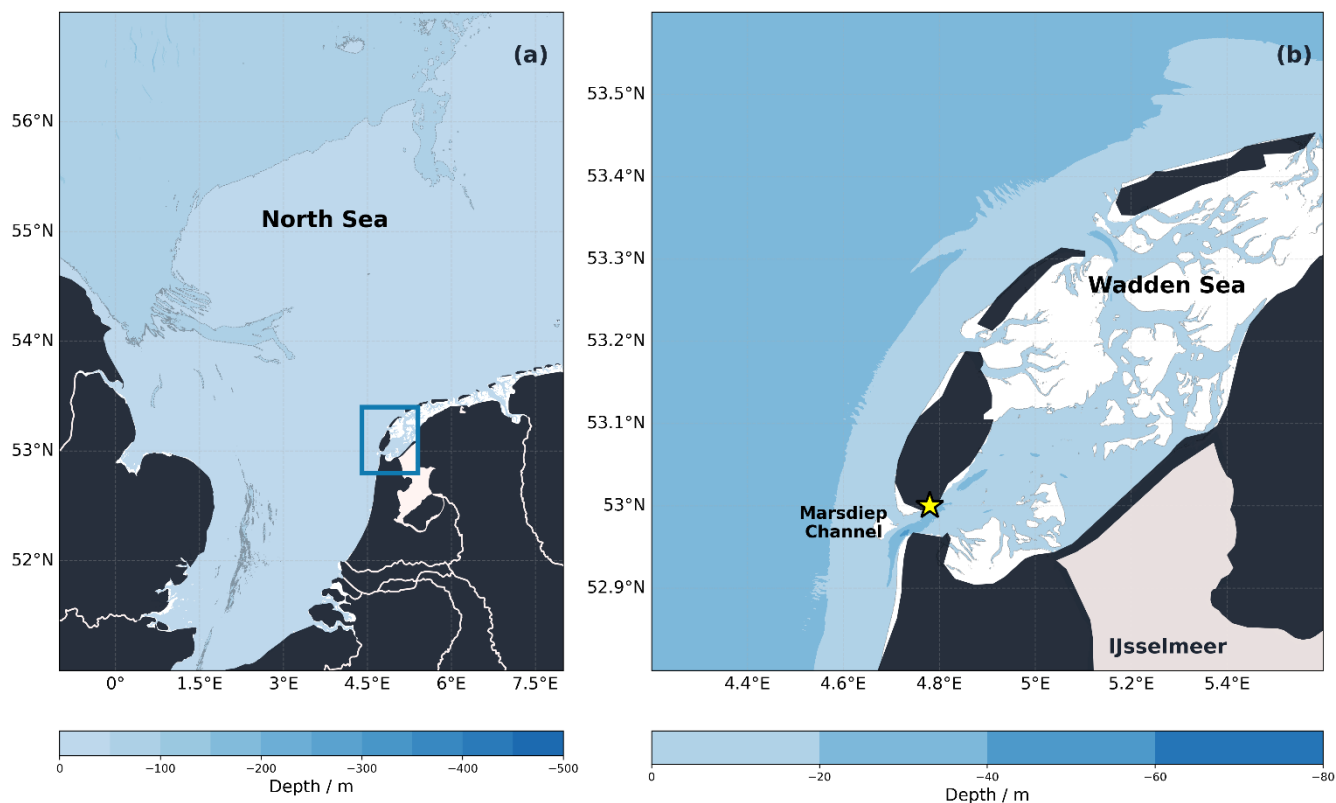 (a)
56°N
55°N
54°N
53°N
52°N
North Sea
0°
1.5°E
3°E
4.5°E
6°E
7.5°E
0
−100
−200
−300
−400
−500
Depth / m
(b)
53.5°N
53.4°N
53.3°N
53.2°N
53.1°N
53°N
52.9°N
Wadden Sea
Marsdiep
Channel
IJsselmeer
4.4°E
4.6°E
4.8°E
5°E
5.2°E
5.4°E
0
−20
−40
−60
−80
Depth / m